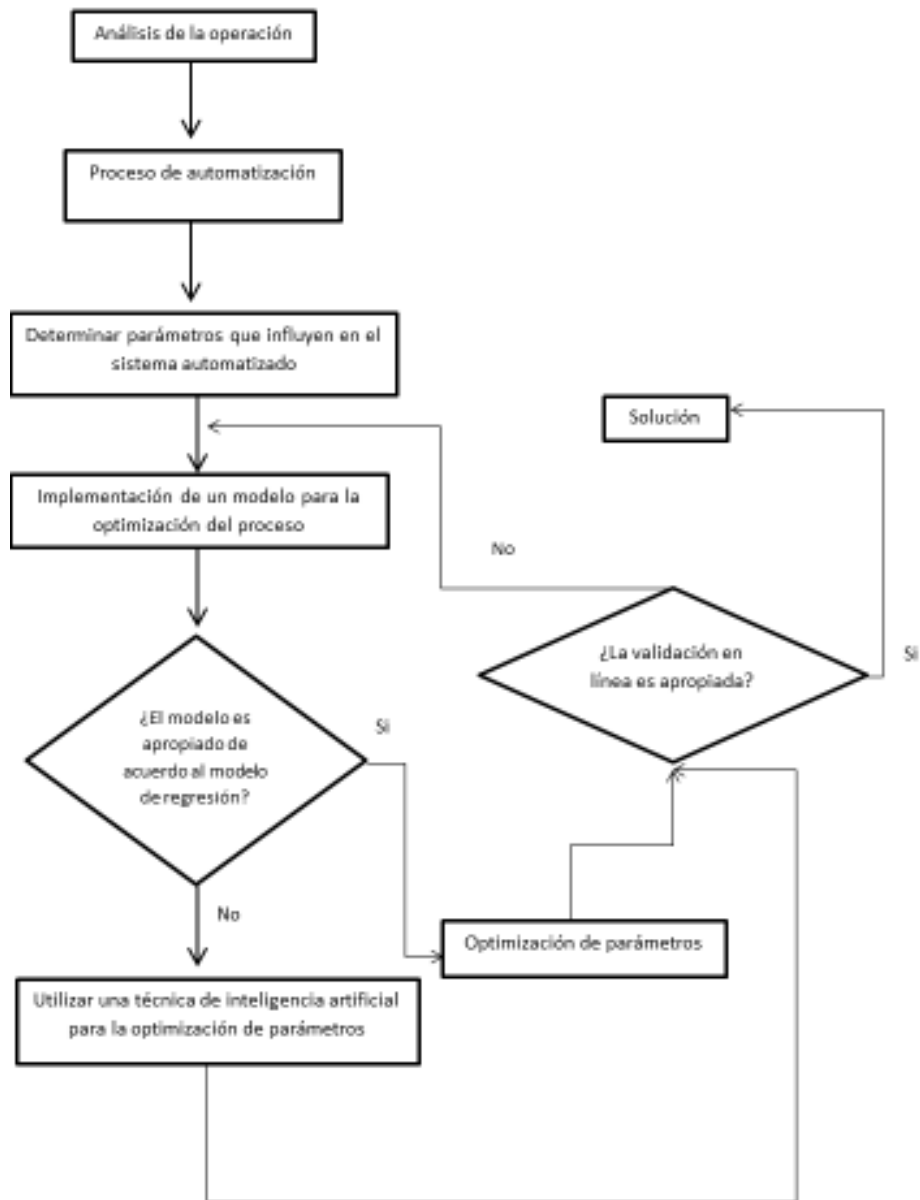 Análisis de la operación
Proceso de automatización
Determinar parámetros que influyen en el
sistema automatizado
Solución
Implementación de un modelo para la
optimización del proceso
No
¿La validación en
línea es apropiada?
Si
¿El modelo es
apropiado de
acuerdo al modelo
de regresión?
Si
No
Optimización de parámetros
Utilizar una técnica de inteligencia artificial
para la optimización de parámetros